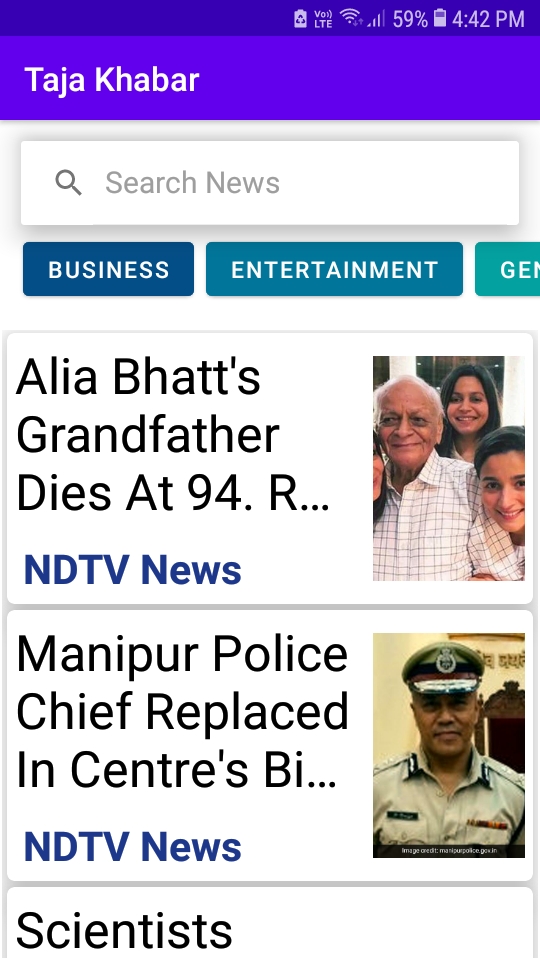 Vo))
LTE
59%
4:42 PM
Taja Khabar
Search News
BUSINESS
ENTERTAINMENT
GEN
Alia Bhatt's
Grandfather
Dies At 94. R...
NDTV News
Manipur Police
Chief Replaced
In Centre's Bi...
NDTV News
Image credit: manipurpolice.gov.in
Scientists